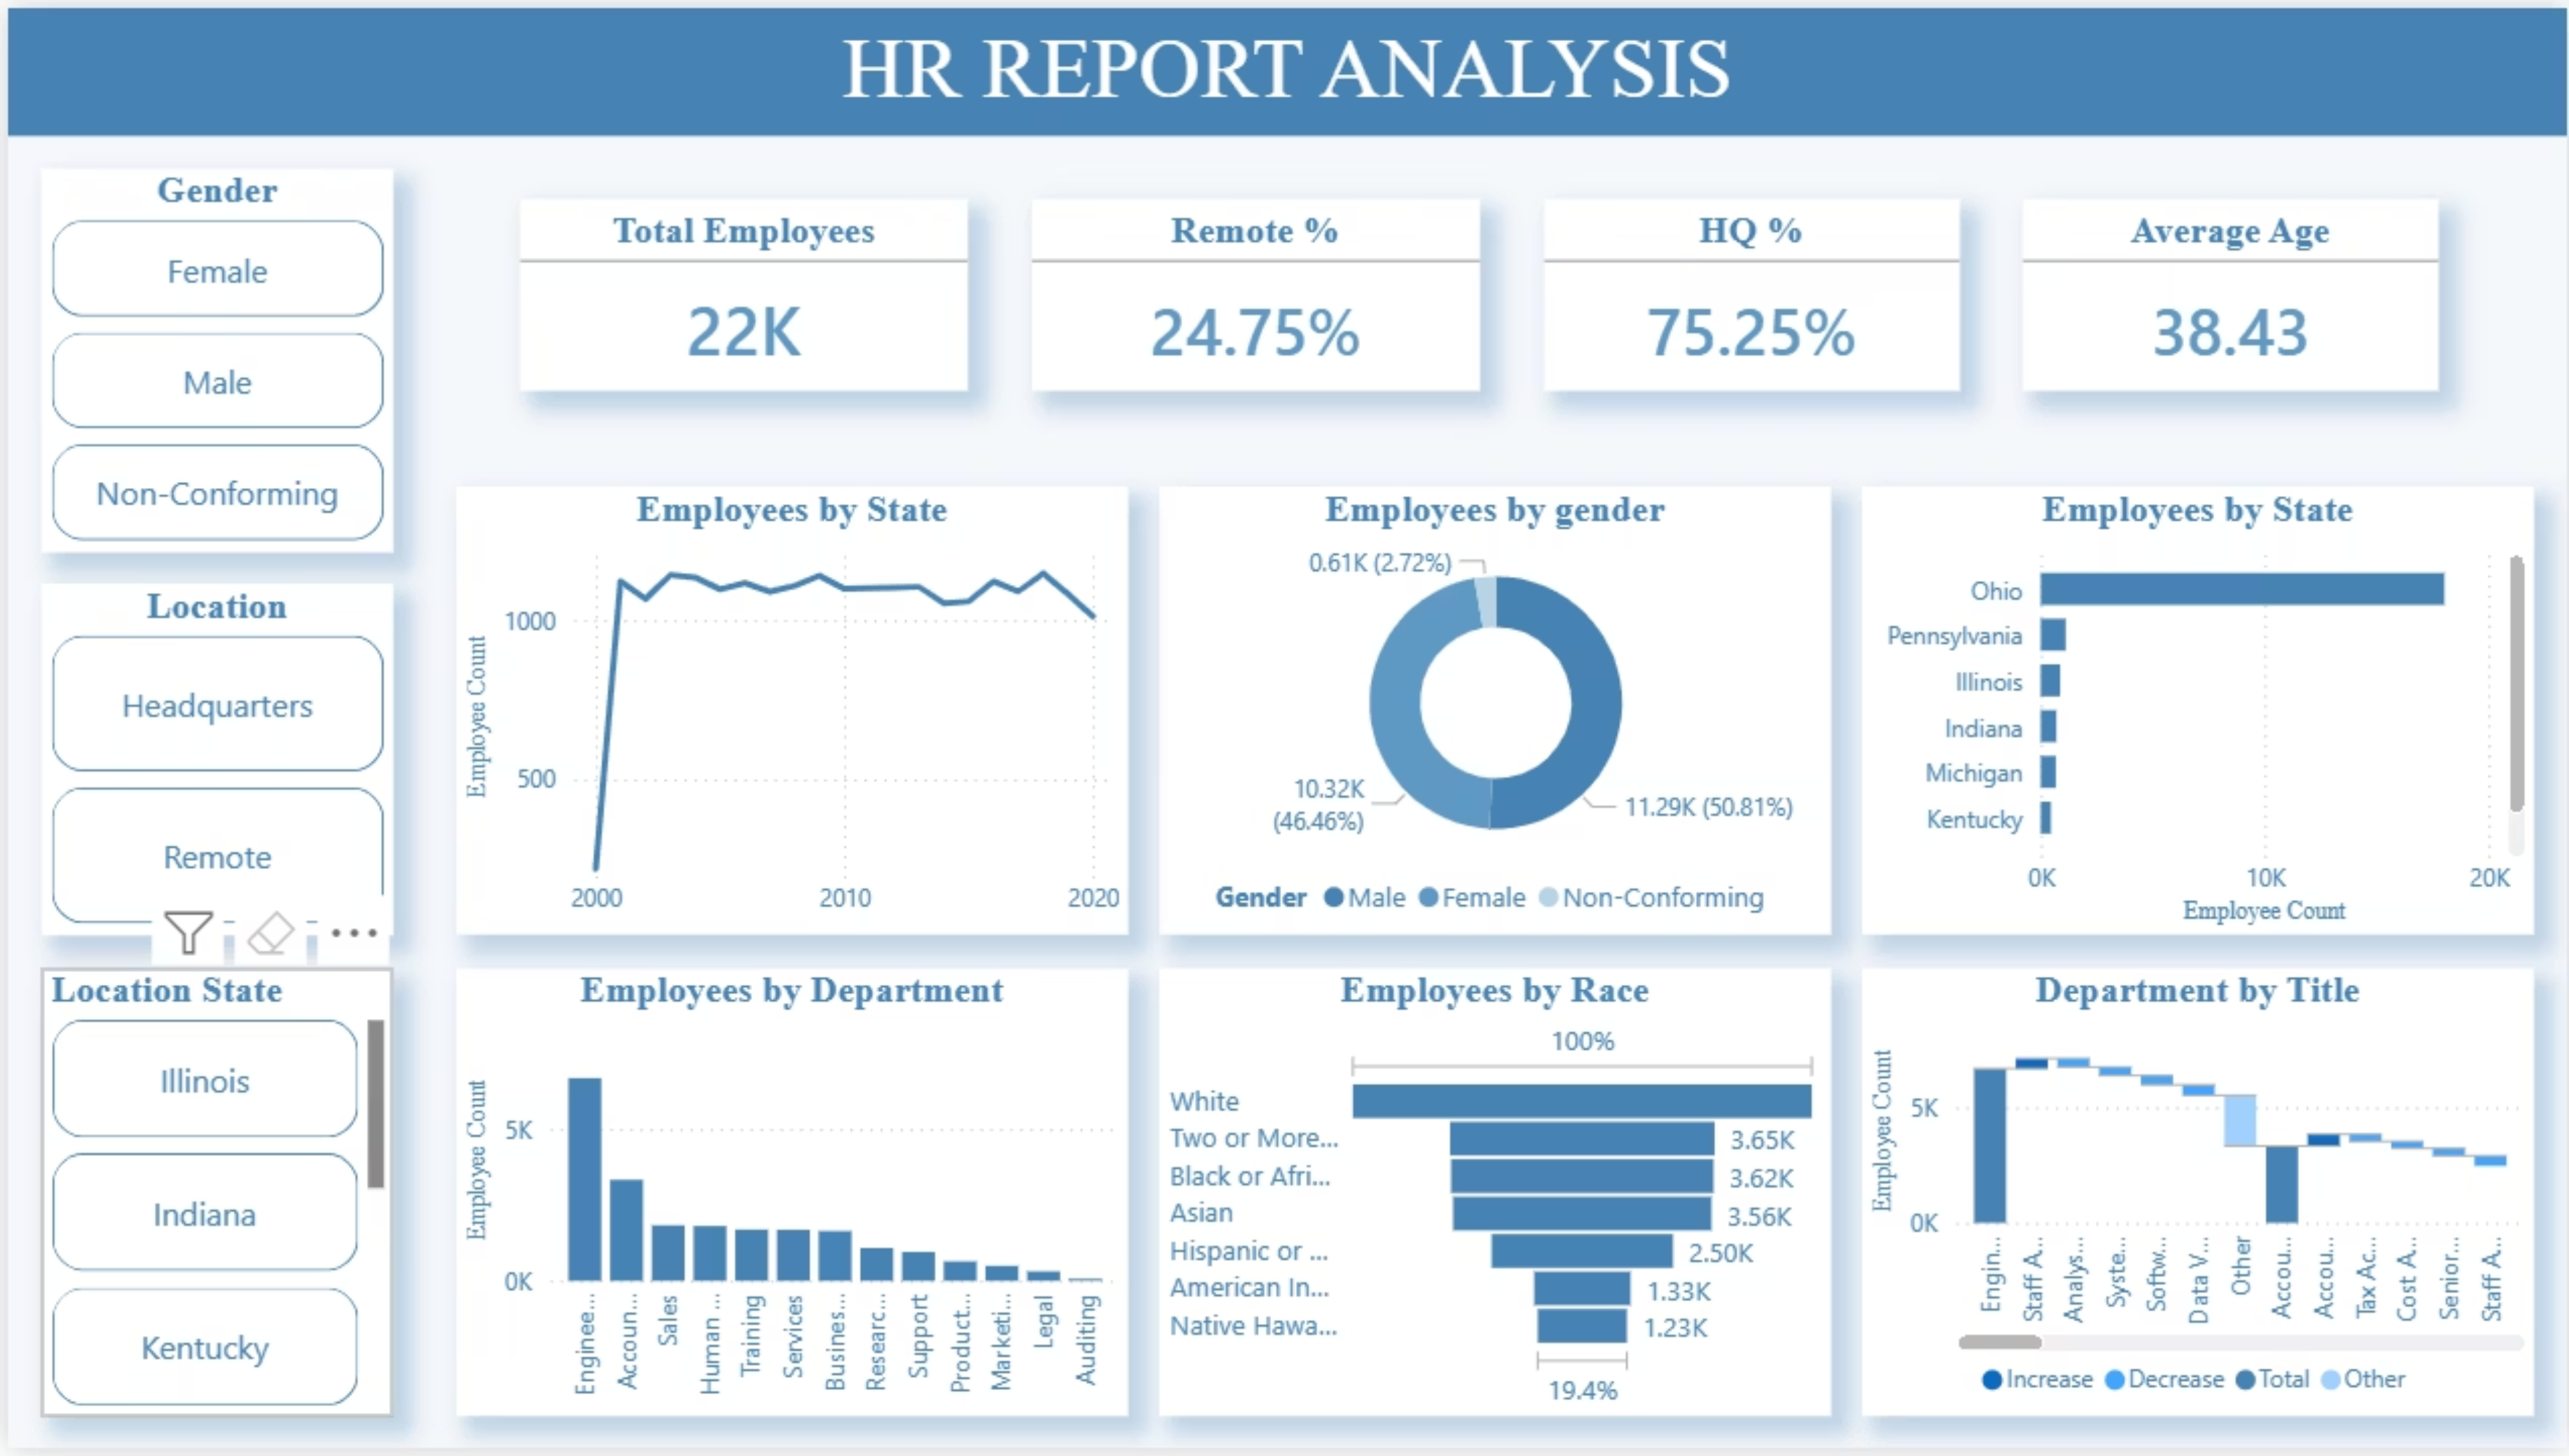 HR REPORT ANALYSIS
Gender
Female
Male
Non-Conforming
Location
Headquarters
Remote
Location State
Illinois
Indiana
Kentucky
Total Employees
22K
Remote %
24.75%
HQ %
75.25%
Average Age
38.43
Employees by State
Employee Count
1000
500
2000 2010 2020
Employees by gender
0.61K (2.72%)
10.32K
(46.46%)
11.29K (50.81%)
Gender Male Female Non-Conforming
Employees by State
Ohio
Pennsylvania
Illinois
Indiana
Michigan
Kentucky
0K 10K 20K
Employee Count
Employees by Department
Employee Count
5K
0K
Enginee...
Accoun...
Sales
Human ...
Training
Services
Busines...
Researc...
Support
Product...
Marketi...
Legal
Auditing
Employees by Race
100%
White
Two or More... 3.65K
Black or Afri... 3.62K
Asian 3.56K
Hispanic or ... 2.50K
American In... 1.33K
Native Hawa... 1.23K
19.4%
Department by Title
Employee Count
5K
0K
Engin...
Staff A...
Analys...
Syste...
Softw...
Data V...
Other
Accou...
Accou...
Tax Ac...
Cost A...
Senior...
Staff A...
Increase Decrease Total Other